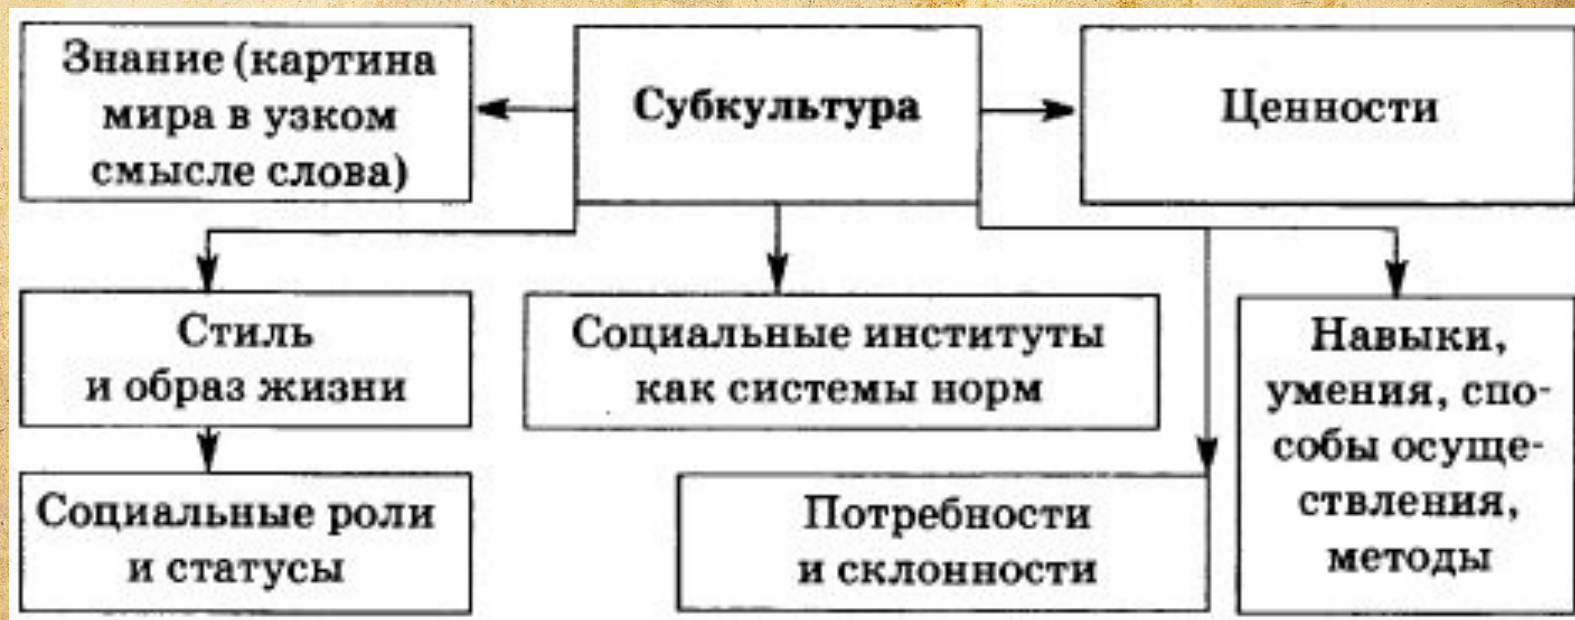 Знание (картина
мира в узком
смысле слова)
Субкультура
Ценности
Стиль
и образ жизни
Социальные институты
как системы норм
Навыки,
умения, спо-
собы осуще-
ствления,
методы
Социальные роли
и статусы
Потребности
и склонности